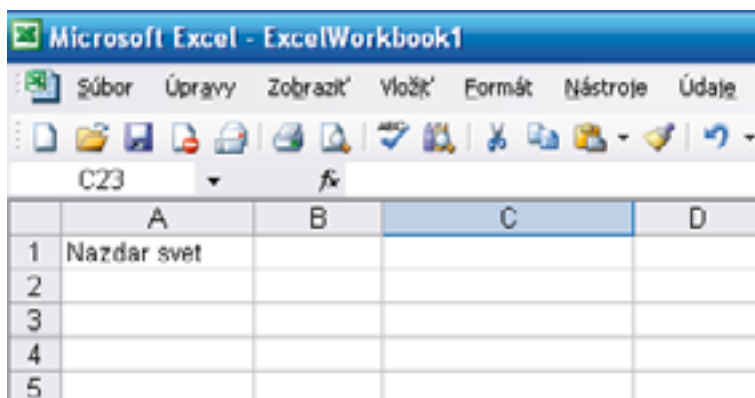 Microsoft Excel - ExcelWorkbook1
Súbor Úpravy Zobraziť Vložiť Formát Nástroje Údaje
ABC
C23 fx
A B C D
1 Nazdar svet
2
3
4
5